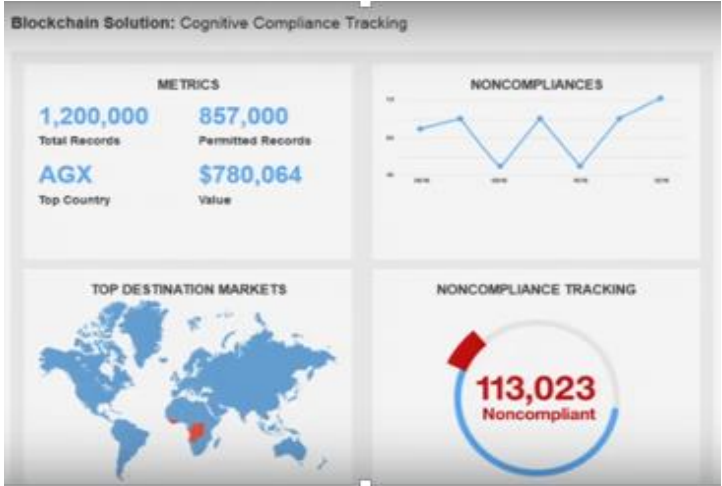 Blockchain Solution: Cognitive Compliance Tracking
METRICS
1,200,000
857,000
Total Records
Permitted Records
AGX
$780,064
Top Country
Value
NONCOMPLIANCES
TOP DESTINATION MARKETS
NONCOMPLIANCE TRACKING
113,023
Noncompliant